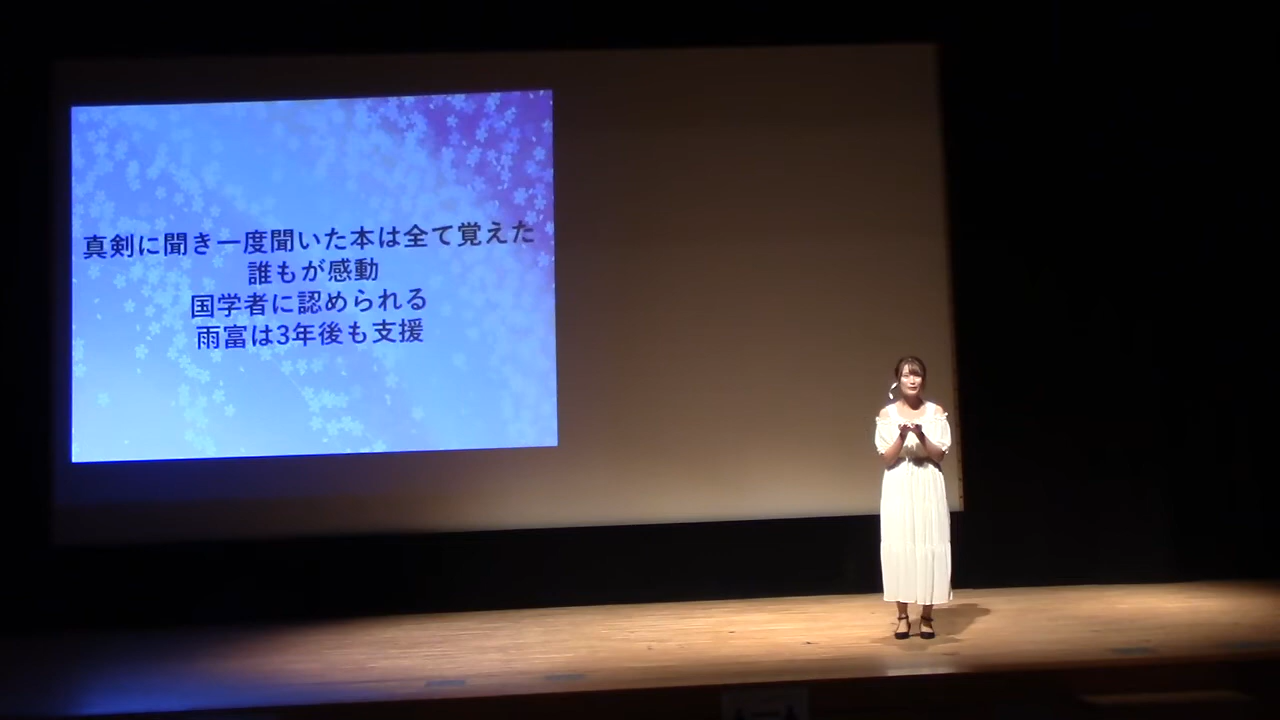 真剣に聞き一度聞いた本は全て覚えた
誰もが感動
国学者に認められる
雨富は3年後も支援